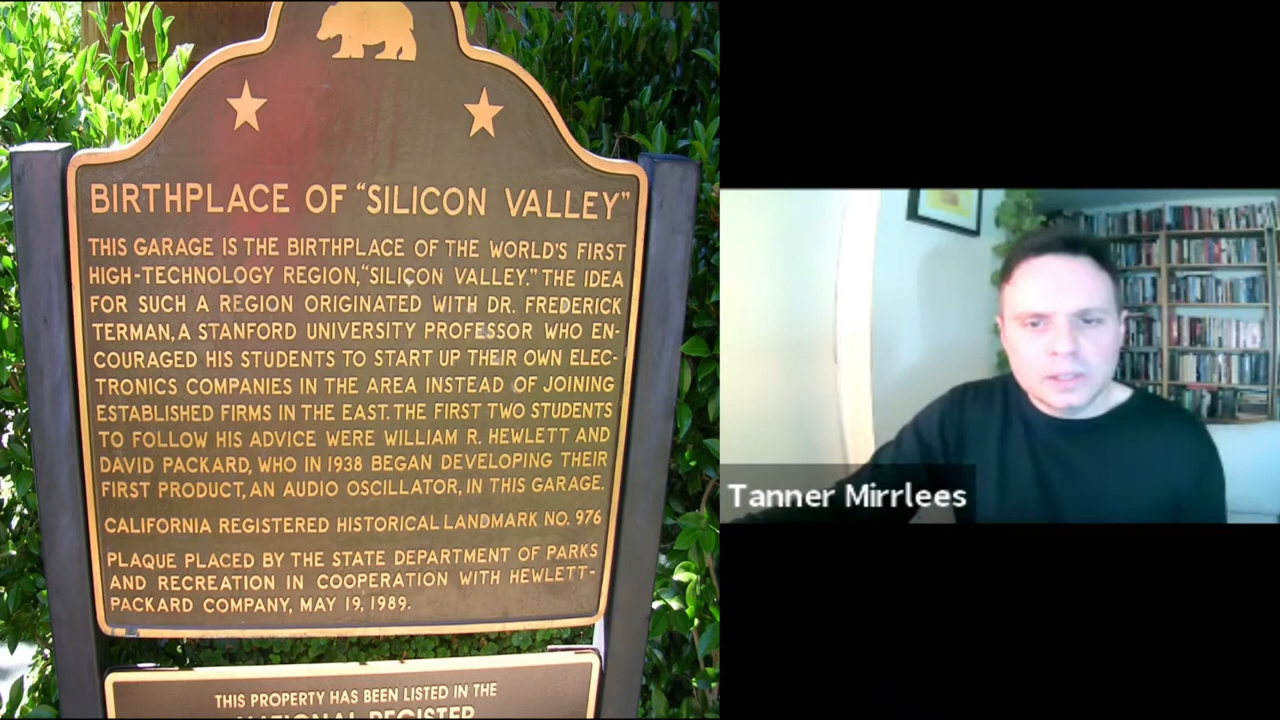 BIRTHPLACE OF “SILICON VALLEY”
THIS GARAGE IS THE BIRTHPLACE OF THE WORLD'S FIRST
HIGH-TECHNOLOGY REGION, “SILICON VALLEY.” THE IDEA
FOR SUCH A REGION ORIGINATED WITH DR. FREDERICK
TERMAN, A STANFORD UNIVERSITY PROFESSOR WHO EN-
COURAGED HIS STUDENTS TO START UP THEIR OWN ELEC-
TRONICS COMPANIES IN THE AREA INSTEAD OF JOINING
ESTABLISHED FIRMS IN THE EAST. THE FIRST TWO STUDENTS
TO FOLLOW HIS ADVICE WERE WILLIAM R. HEWLETT AND
DAVID PACKARD, WHO IN 1938 BEGAN DEVELOPING THEIR
FIRST PRODUCT, AN AUDIO OSCILLATOR, IN THIS GARAGE.
CALIFORNIA REGISTERED HISTORICAL LANDMARK NO. 976
PLAQUE PLACED BY THE STATE DEPARTMENT OF PARKS
AND RECREATION IN COOPERATION WITH HEWLETT-
PACKARD COMPANY, MAY 19, 1989.
THIS PROPERTY HAS BEEN LISTED IN THE
NATIONAL REGISTER
Tanner Mirrlees